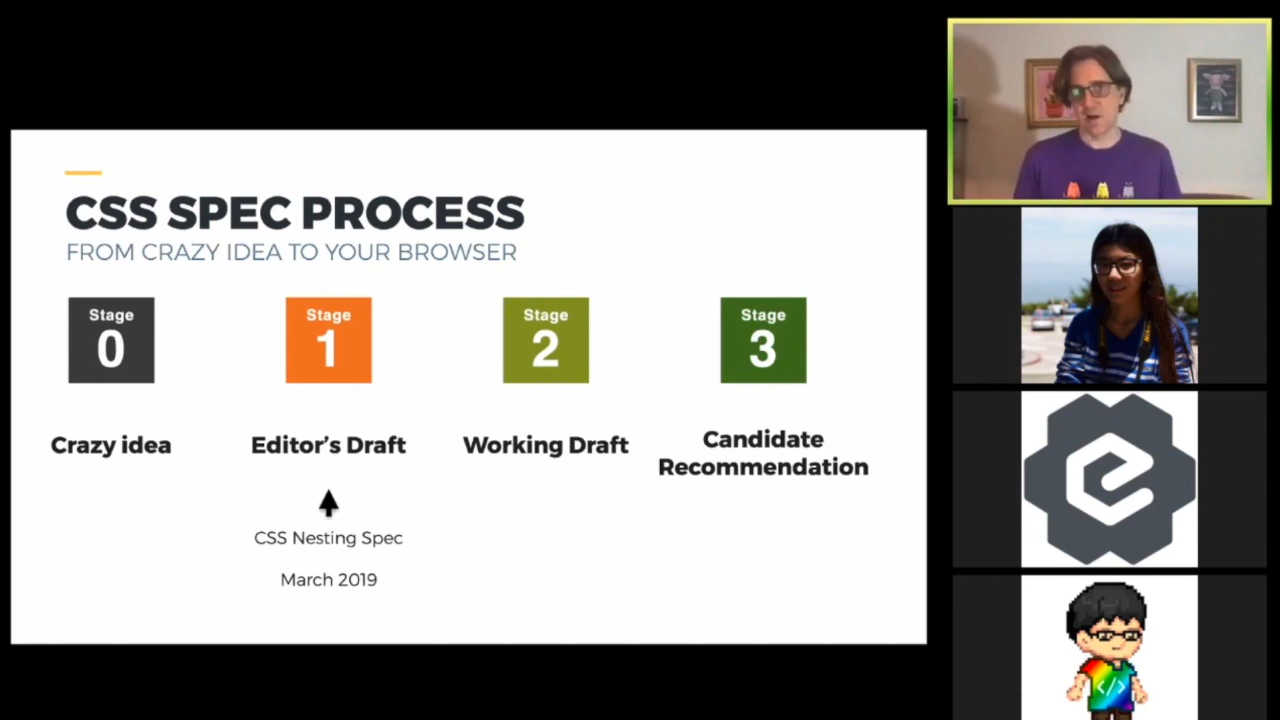 CSS SPEC PROCESS
FROM CRAZY IDEA TO YOUR BROWSER
Stage
0
Stage
1
Stage
2
Stage
3
Crazy idea
Editor's Draft
Working Draft
Candidate
Recommendation
CSS Nesting Spec
March 2019
</>